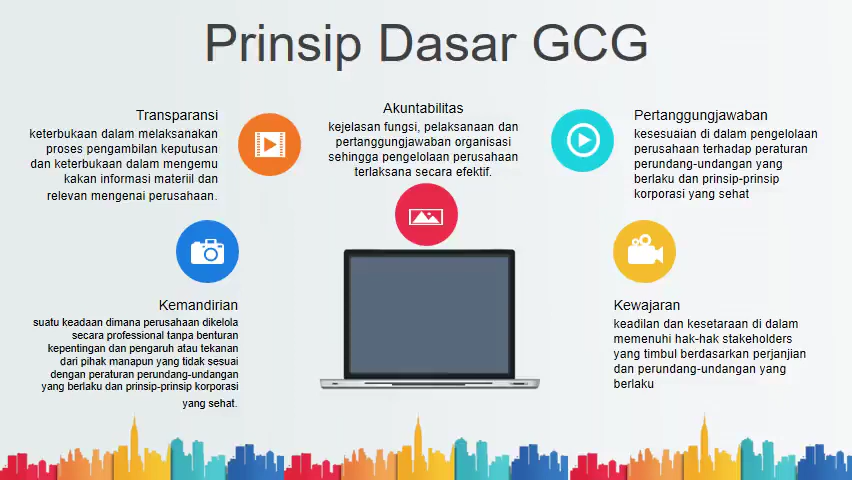 Prinsip Dasar GCG
Transparansi
keterbukaan dalam melaksanakan
proses pengambilan keputusan
dan keterbukaan dalam mengemu
kakan informasi materiil dan
relevan mengenai perusahaan.
Akuntabilitas
kejelasan fungsi, pelaksanaan dan
pertanggungjawaban organisasi
sehingga pengelolaan perusahaan
terlaksana secara efektif.
Pertanggungjawaban
kesesuaian di dalam pengelolaan
perusahaan terhadap peraturan
perundang-undangan yang
berlaku dan prinsip-prinsip
korporasi yang sehat
Kemandirian
suatu keadaan dimana perusahaan dikelola
secara professional tanpa benturan
kepentingan dan pengaruh atau tekanan
dari pihak manapun yang tidak sesuai
dengan peraturan perundang-undangan
yang berlaku dan prinsip-prinsip korporasi
yang sehat.
Kewajaran
keadilan dan kesetaraan di dalam
memenuhi hak-hak stakeholders
yang timbul berdasarkan perjanjian
dan perundang-undangan yang
berlaku